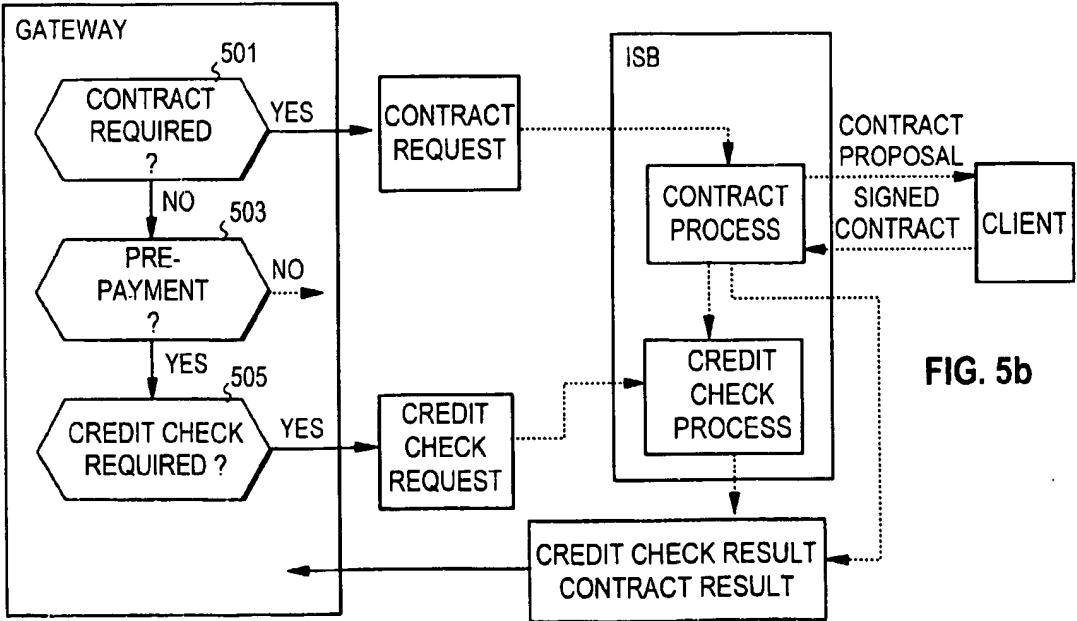 GATEWAY
501
CONTRACT
REQUIRED
?
YES
NO
503
PRE-
PAYMENT
?
NO
YES
505
CREDIT CHECK
REQUIRED ?
YES
CONTRACT
REQUEST
CREDIT
CHECK
REQUEST
ISB
CONTRACT
PROCESS
CREDIT
CHECK
PROCESS
CONTRACT
PROPOSAL
SIGNED
CONTRACT
CLIENT
CREDIT CHECK RESULT
CONTRACT RESULT
FIG. 5b